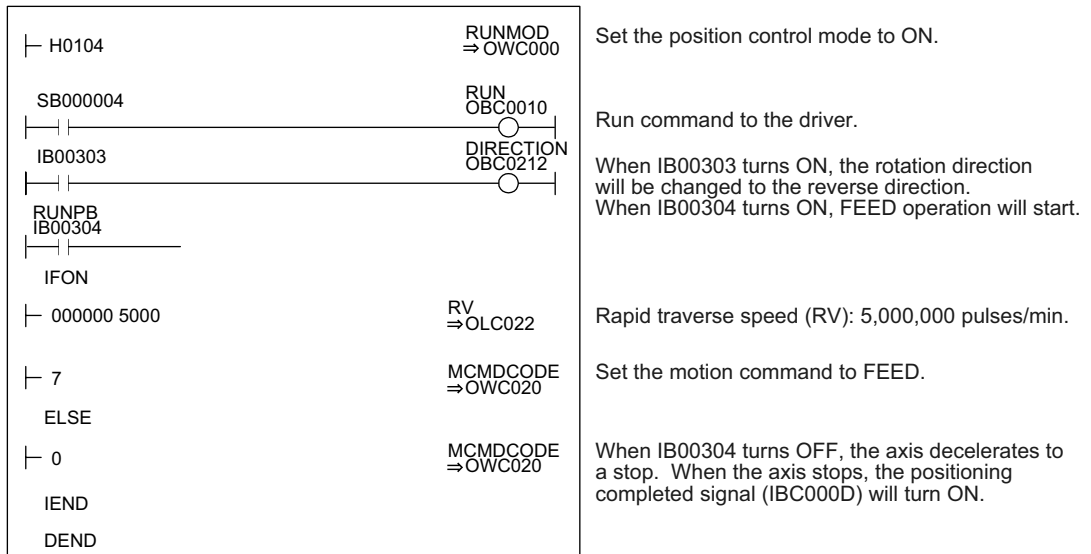 H0104
RUNMOD
⇒ OWC000
Set the position control mode to ON.
SB000004
RUN
OBC0010
Run command to the driver.
IB00303
DIRECTION
OBC0212
When IB00303 turns ON, the rotation direction
will be changed to the reverse direction.
When IB00304 turns ON, FEED operation will start.
RUNPB
IB00304
IFON
000000 5000
RV
⇒OLC022
Rapid traverse speed (RV): 5,000,000 pulses/min.
7
MCMDCODE
⇒OWC020
Set the motion command to FEED.
ELSE
0
MCMDCODE
⇒OWC020
When IB00304 turns OFF, the axis decelerates to
a stop. When the axis stops, the positioning
completed signal (IBC000D) will turn ON.
IEND
DEND